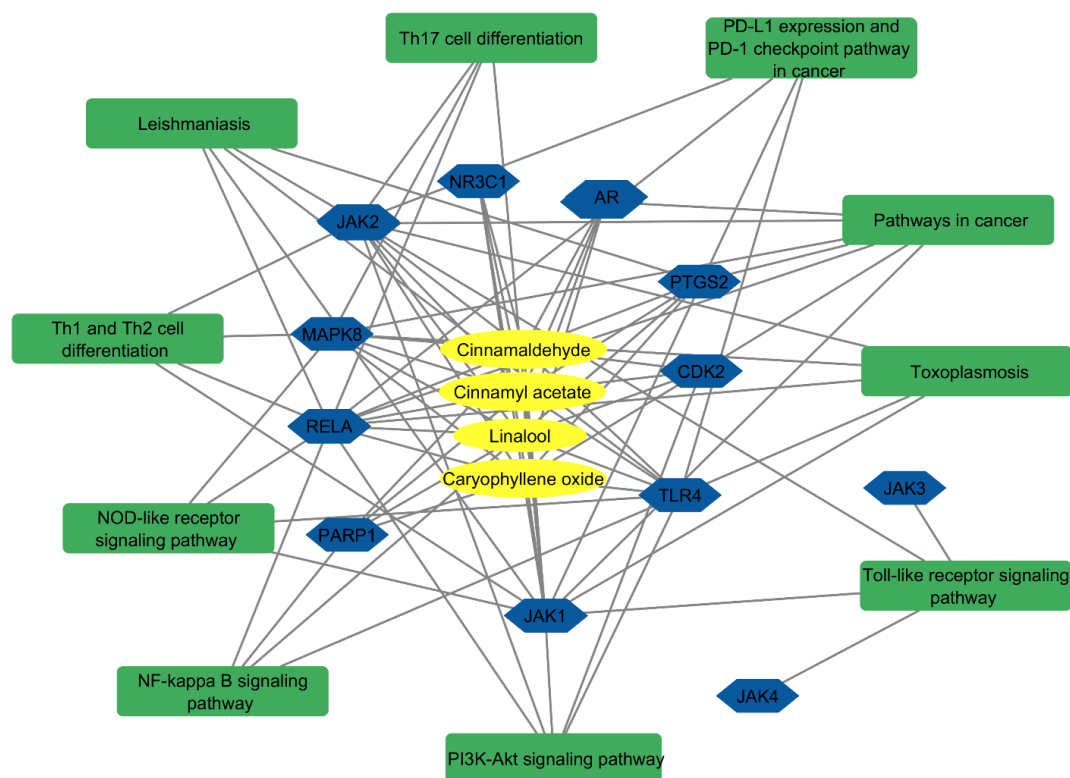 Th17 cell differentiation
PD-L1 expression and
PD-1 checkpoint pathway
in cancer
Leishmaniasis
NR3C1
AR
JAK2
Pathways in cancer
PTGS2
Th1 and Th2 cell
differentiation
MAPK8
Cinnamaldehyde
CDK2
Toxoplasmosis
Cinnamyl acetate
RELA
Linalool
Caryophyllene oxide
TLR4
JAK3
NOD-like receptor
signaling pathway
PARP1
Toll-like receptor signaling
pathway
JAK1
NF-kappa B signaling
pathway
JAK4
PI3K-Akt signaling pathway